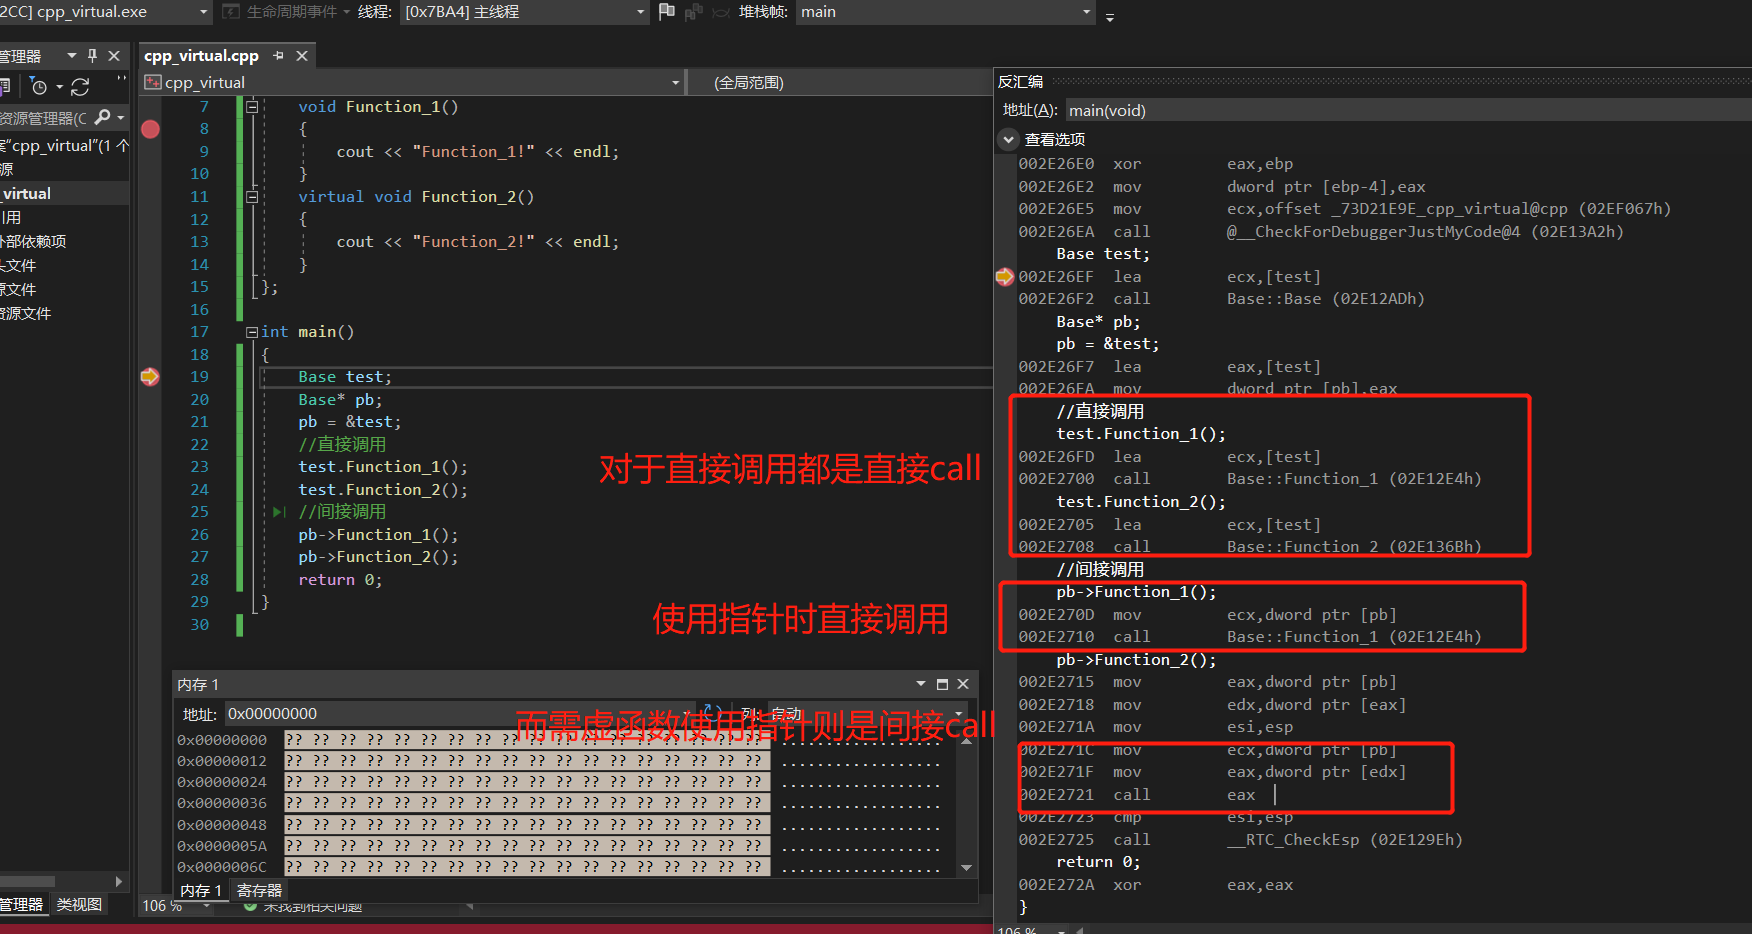 2CC] cpp_virtual.exe 生命周期事件 线程: [0x7BA4] 主线程 堆栈帧: main
管理器
资源管理器(C
案"cpp_virtual"(1 个
源
_virtual
引用
外部依赖项
头文件
源文件
资源文件
管理器 类视图
cpp_virtual.cpp
cpp_virtual (全局范围)
7 void Function_1()
8 {
9 cout << "Function_1!" << endl;
10 }
11 virtual void Function_2()
12 {
13 cout << "Function_2!" << endl;
14 }
15 };
16
17 int main()
18 {
19 Base test;
20 Base* pb;
21 pb = &test;
22 //直接调用
23 test.Function_1();
24 test.Function_2();
25 //间接调用
26 pb->Function_1();
27 pb->Function_2();
28 return 0;
29 }
30
对于直接调用都是直接call
使用指针时直接调用
而需虚函数使用指针则是间接call
内存 1
地址: 0x00000000 列: 自动
0x00000000 ?? ?? ?? ?? ?? ?? ?? ?? ?? ?? ?? ?? ?? ?? ?? ?? ?? ?? ..................
0x00000012 ?? ?? ?? ?? ?? ?? ?? ?? ?? ?? ?? ?? ?? ?? ?? ?? ?? ?? ..................
0x00000024 ?? ?? ?? ?? ?? ?? ?? ?? ?? ?? ?? ?? ?? ?? ?? ?? ?? ?? ..................
0x00000036 ?? ?? ?? ?? ?? ?? ?? ?? ?? ?? ?? ?? ?? ?? ?? ?? ?? ?? ..................
0x00000048 ?? ?? ?? ?? ?? ?? ?? ?? ?? ?? ?? ?? ?? ?? ?? ?? ?? ?? ..................
0x0000005A ?? ?? ?? ?? ?? ?? ?? ?? ?? ?? ?? ?? ?? ?? ?? ?? ?? ?? ..................
0x0000006C ?? ?? ?? ?? ?? ?? ?? ?? ?? ?? ?? ?? ?? ?? ?? ?? ?? ?? ..................
内存 1 寄存器
106 % 未找到相关问题
反汇编
地址(A): main(void)
查看选项
002E26E0 xor eax,ebp
002E26E2 mov dword ptr [ebp-4],eax
002E26E5 mov ecx,offset _73D21E9E_cpp_virtual@cpp (02EF067h)
002E26EA call @__CheckForDebuggerJustMyCode@4 (02E13A2h)
Base test;
002E26EF lea ecx,[test]
002E26F2 call Base::Base (02E12ADh)
Base* pb;
pb = &test;
002E26F7 lea eax,[test]
002E26FA mov dword ptr [pb],eax
//直接调用
test.Function_1();
002E26FD lea ecx,[test]
002E2700 call Base::Function_1 (02E12E4h)
test.Function_2();
002E2705 lea ecx,[test]
002E2708 call Base::Function_2 (02E136Bh)
//间接调用
pb->Function_1();
002E270D mov ecx,dword ptr [pb]
002E2710 call Base::Function_1 (02E12E4h)
pb->Function_2();
002E2715 mov eax,dword ptr [pb]
002E2718 mov edx,dword ptr [eax]
002E271A mov esi,esp
002E271C mov ecx,dword ptr [pb]
002E271F mov eax,dword ptr [edx]
002E2721 call eax
002E2723 cmp esi,esp
002E2725 call __RTC_CheckEsp (02E129Eh)
return 0;
002E272A xor eax,eax
}
106 %